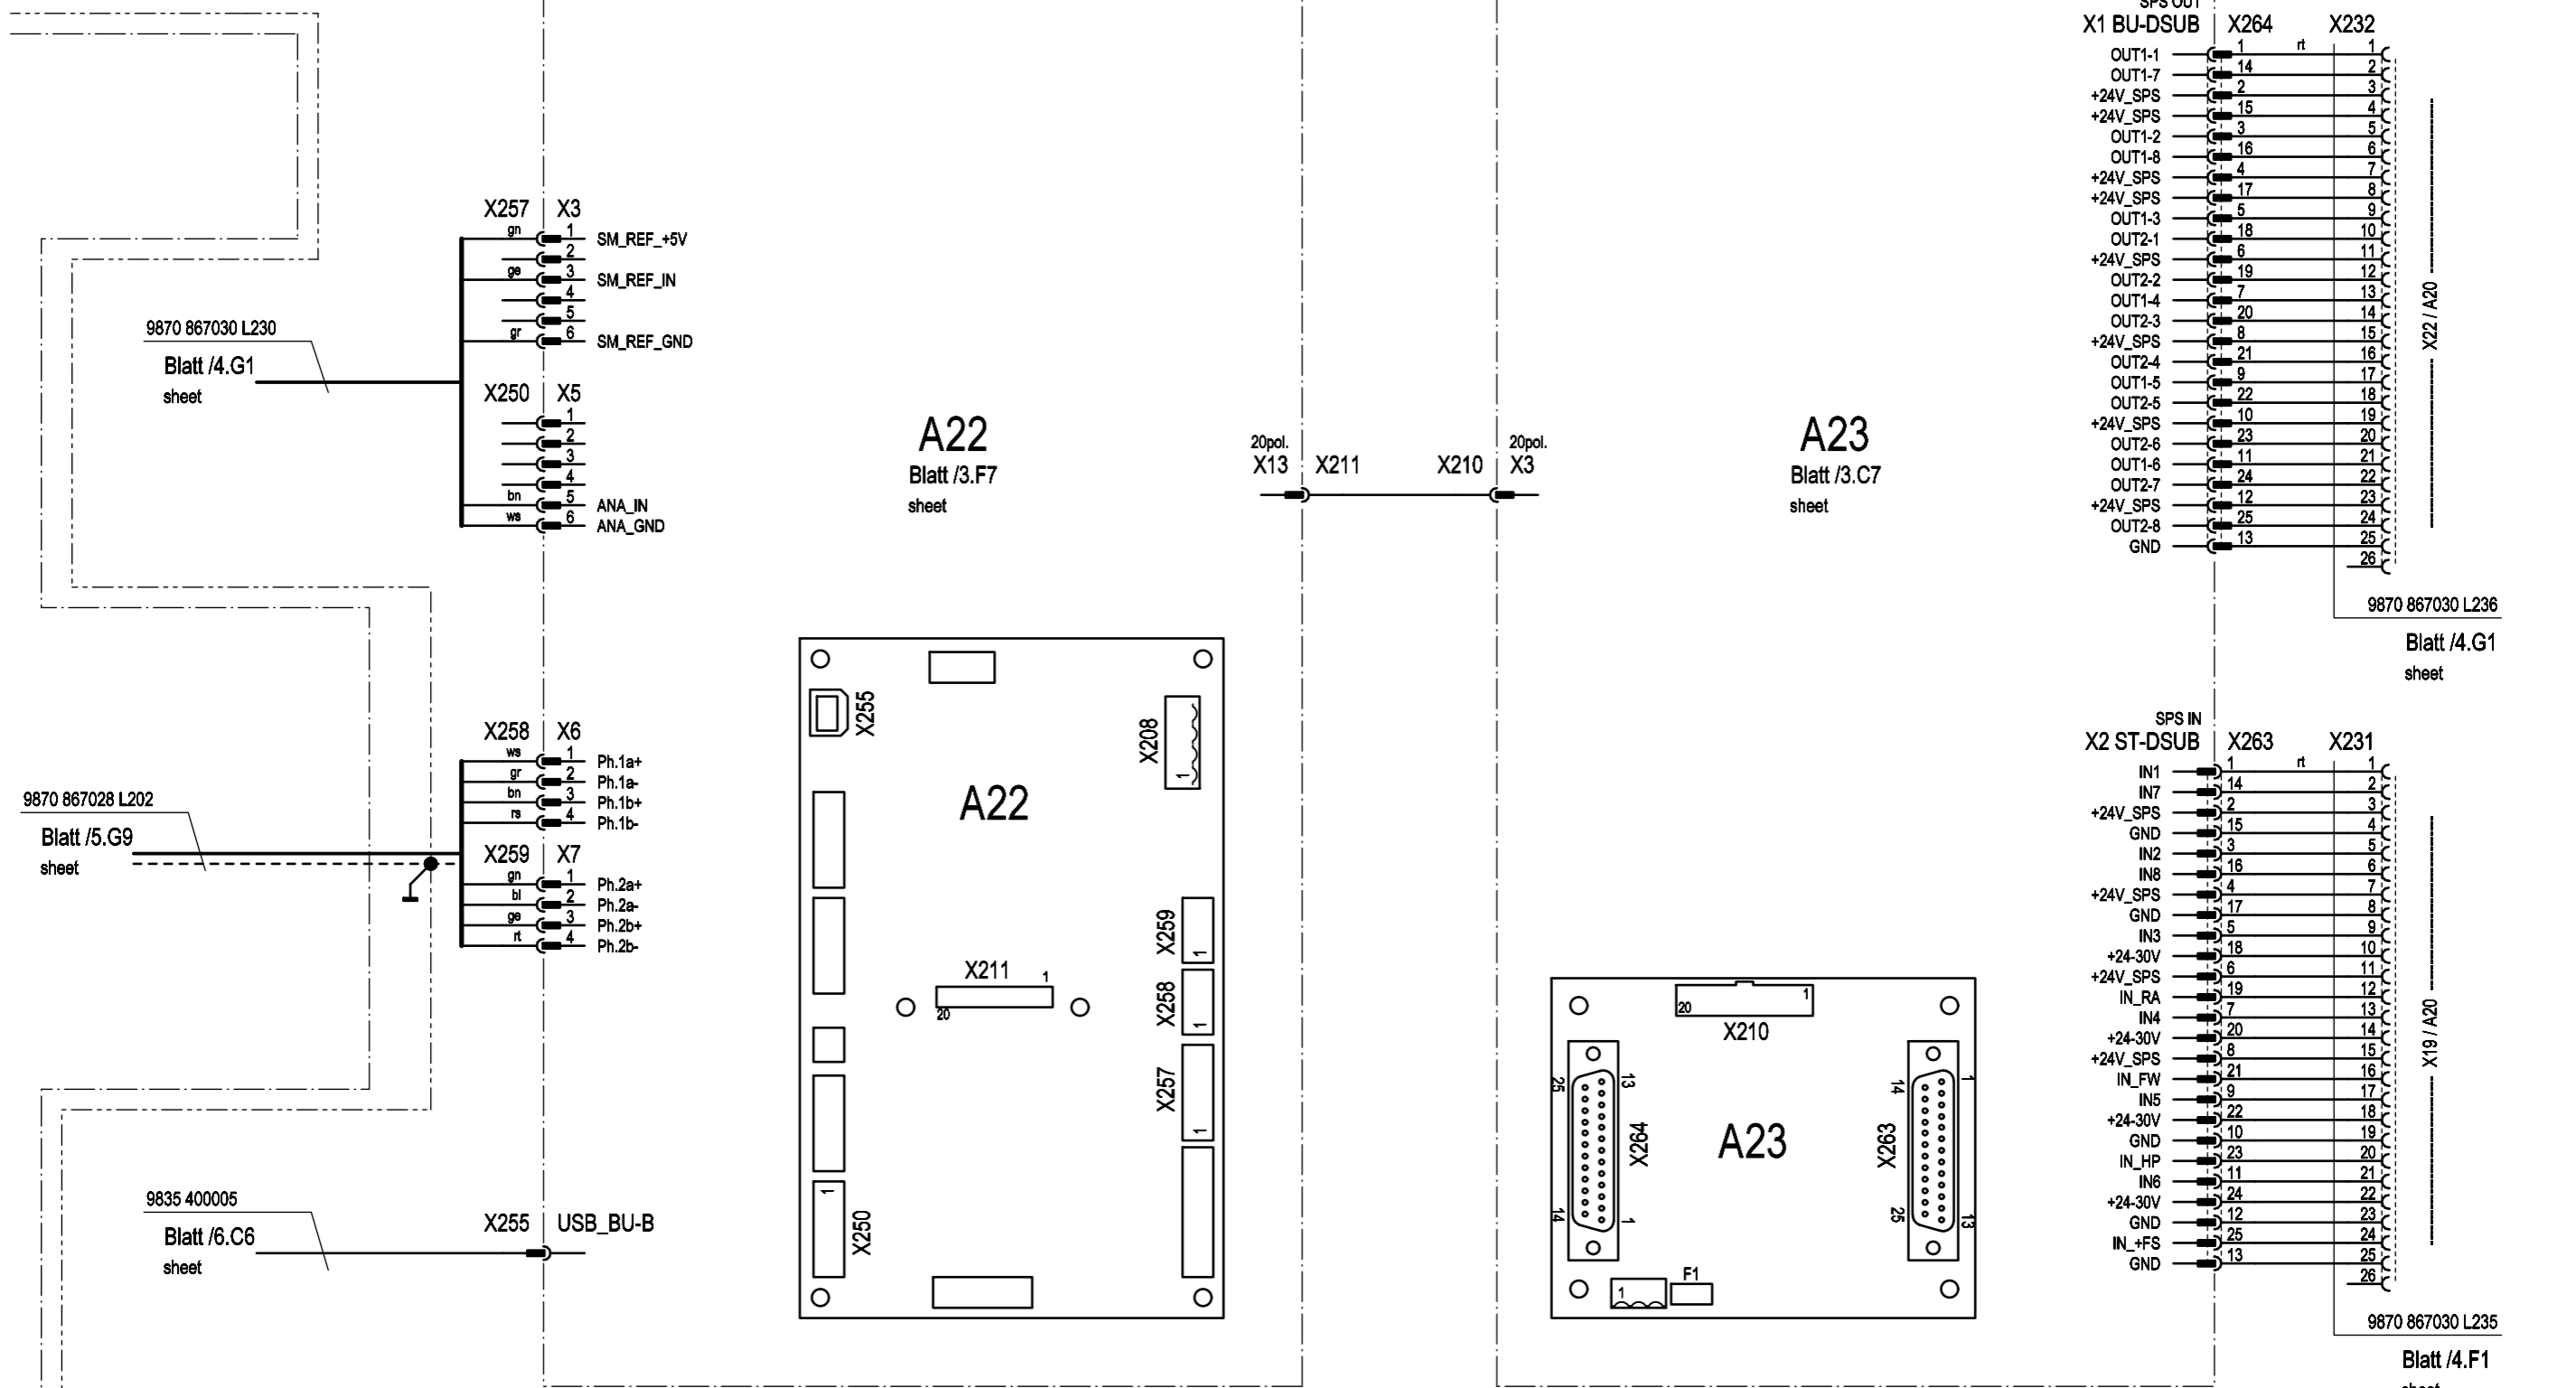 SPS OUT
X1 BU-DSUB X264 X232
OUT1-1 1 rt 1
OUT1-7 14 2
+24V_SPS 2 3
+24V_SPS 15 4
OUT1-2 3 5
OUT1-8 16 6
+24V_SPS 4 7
+24V_SPS 17 8
OUT1-3 5 9
OUT2-1 18 10
+24V_SPS 6 11
OUT2-2 19 12
OUT1-4 7 13
OUT2-3 20 14
+24V_SPS 8 15
OUT2-4 21 16
OUT1-5 9 17
OUT2-5 22 18
+24V_SPS 10 19
OUT2-6 23 20
OUT1-6 11 21
OUT2-7 24 22
+24V_SPS 12 23
OUT2-8 25 24
GND 13 25
26
X22 / A20
9870 867030 L236
Blatt /4.G1
sheet
X257 X3
gn 1 SM_REF_+5V
2
ge 3 SM_REF_IN
4
5
gr 6 SM_REF_GND
9870 867030 L230
Blatt /4.G1
sheet
X250 X5
1
2
3
4
bn 5 ANA_IN
ws 6 ANA_GND
A22
Blatt /3.F7
sheet
20pol.
X13 X211
20pol.
X210 X3
A23
Blatt /3.C7
sheet
X258 X6
ws 1 Ph.1a+
gr 2 Ph.1a-
bn 3 Ph.1b+
rs 4 Ph.1b-
9870 867028 L202
Blatt /5.G9
sheet
X259 X7
gn 1 Ph.2a+
bl 2 Ph.2a-
ge 3 Ph.2b+
rt 4 Ph.2b-
9835 400005
Blatt /6.C6
sheet
X255 USB_BU-B
X255
X208
1
A22
X259
1
X258
1
X211
1
20
X257
1
1
X250
20
1
X210
25
13
X264
14
1
A23
14
1
X263
25
13
1
F1
SPS IN
X2 ST-DSUB X263 X231
IN1 1 rt 1
IN7 14 2
+24V_SPS 2 3
GND 15 4
IN2 3 5
IN8 16 6
+24V_SPS 4 7
GND 17 8
IN3 5 9
+24-30V 18 10
+24V_SPS 6 11
IN_RA 19 12
IN4 7 13
+24-30V 20 14
+24V_SPS 8 15
IN_FW 21 16
IN5 9 17
+24-30V 22 18
GND 10 19
IN_HP 23 20
IN6 11 21
+24-30V 24 22
GND 12 23
IN_+FS 25 24
GND 13 25
26
X19 / A20
9870 867030 L235
Blatt /4.F1